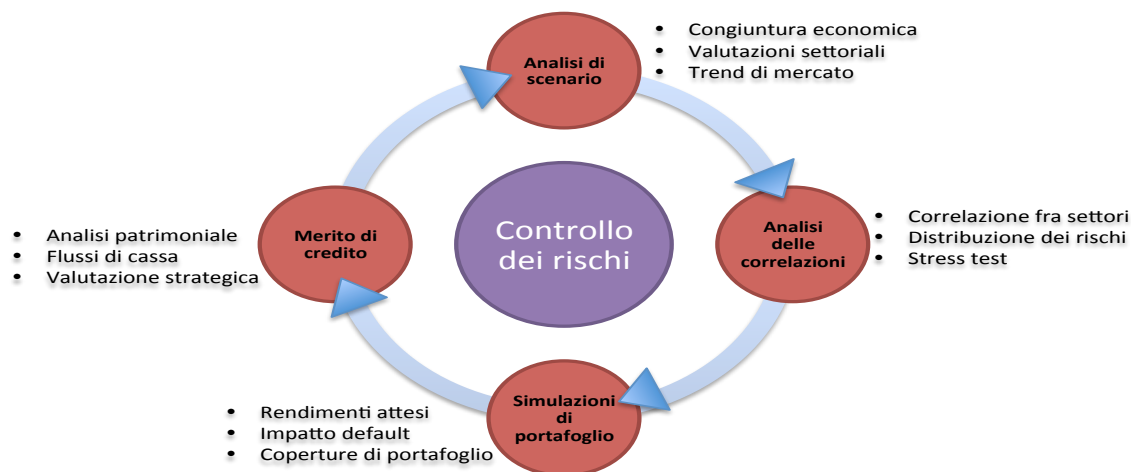 Analisi di
scenario
• Congiuntura economica
• Valutazioni settoriali
• Trend di mercato
Analisi
delle
correlazioni
• Correlazione fra settori
• Distribuzione dei rischi
• Stress test
Simulazioni
di
portafoglio
• Rendimenti attesi
• Impatto default
• Coperture di portafoglio
Merito di
credito
• Analisi patrimoniale
• Flussi di cassa
• Valutazione strategica
Controllo
dei rischi